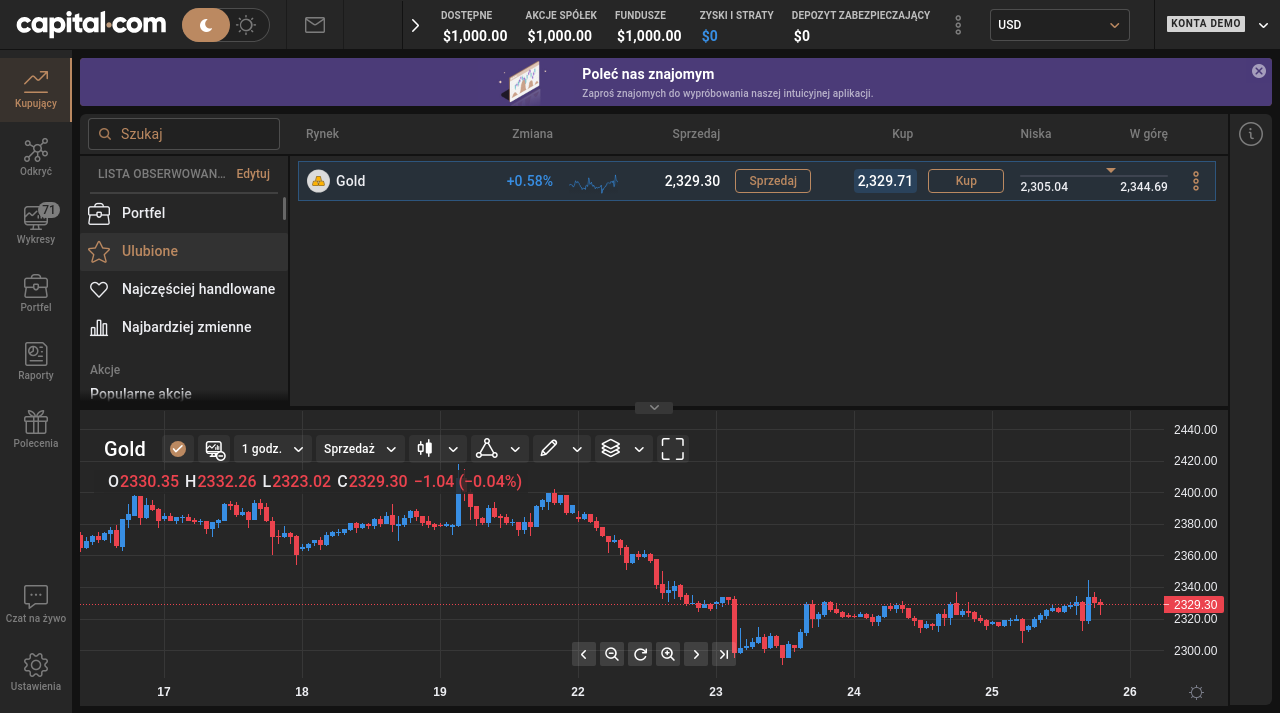 capital.com
DOSTĘPNE
$1,000.00
AKCJE SPÓŁEK
$1,000.00
FUNDUSZE
$1,000.00
ZYSKI I STRATY
$0
DEPOZYT ZABEZPIECZAJĄCY
$0
USD
KONTA DEMO
Kupujący
Odkryć
71
Wykresy
Portfel
Raporty
Polecenia
Czat na żywo
Ustawienia
Poleć nas znajomym
Zaproś znajomych do wypróbowania naszej intuicyjnej aplikacji.
Szukaj
LISTA OBSERWOWAN... Edytuj
Portfel
Ulubione
Najczęściej handlowane
Najbardziej zmienne
Akcje
Popularne akcje
Rynek Zmiana Sprzedaj Kup Niska W górę
Gold +0.58% 2,329.30 Sprzedaj 2,329.71 Kup 2,305.04 2,344.69
Gold 1 godz. Sprzedaż
O2330.35 H2332.26 L2323.02 C2329.30 −1.04 (−0.04%)
2440.00
2420.00
2400.00
2380.00
2360.00
2340.00
2329.30
2320.00
2300.00
17 18 19 22 23 24 25 26